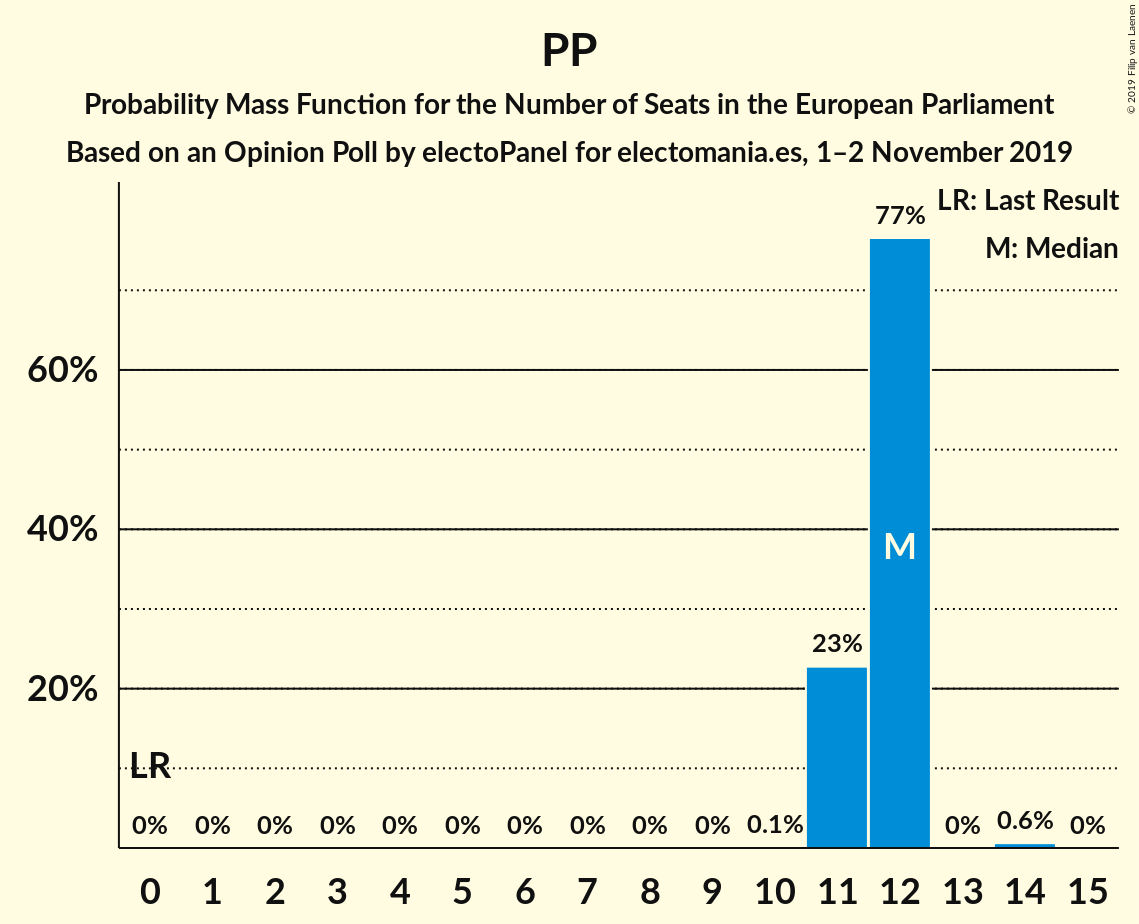 PP
Probability Mass Function for the Number of Seats in the European Parliament
Based on an Opinion Poll by electoPanel for electomania.es, 1–2 November 2019
© 2019 Filip van Laenen
LR: Last Result
M: Median
77%
60%
40%
M
23%
20%
LR
0% 0% 0% 0% 0% 0% 0% 0% 0% 0% 0.1% 0% 0.6% 0%
0 1 2 3 4 5 6 7 8 9 10 11 12 13 14 15